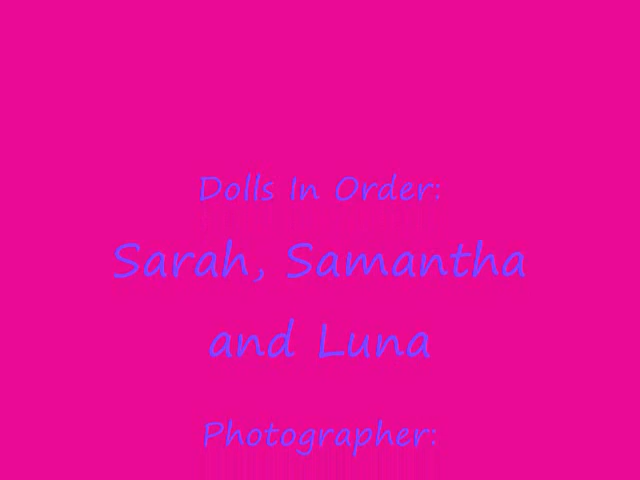 Dolls In Order:
Sarah, Samantha
and Luna
Photographer: